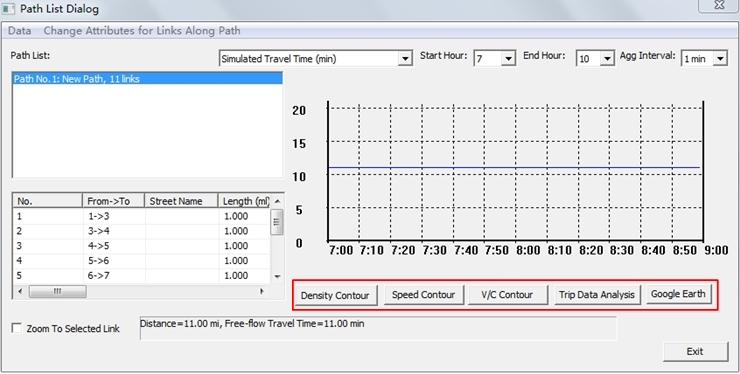 Path List Dialog
Data Change Attributes for Links Along Path
Path List:
Simulated Travel Time (min)
Start Hour: 7
End Hour: 10
Agg Interval: 1 min
Path No.1: New Path, 11 links
20
15
10
5
0
7:00 7:10 7:20 7:30 7:40 7:50 8:00 8:10 8:20 8:30 8:40 8:50 9:00
No. From->To Street Name Length (ml)
1 1->3 1.000
2 3->4 1.000
3 4->5 1.000
4 5->6 1.000
5 6->7 1.000
Density Contour Speed Contour V/C Contour Trip Data Analysis Google Earth
Zoom To Selected Link
Distance=11.00 mi, Free-flow Travel Time=11.00 min
Exit